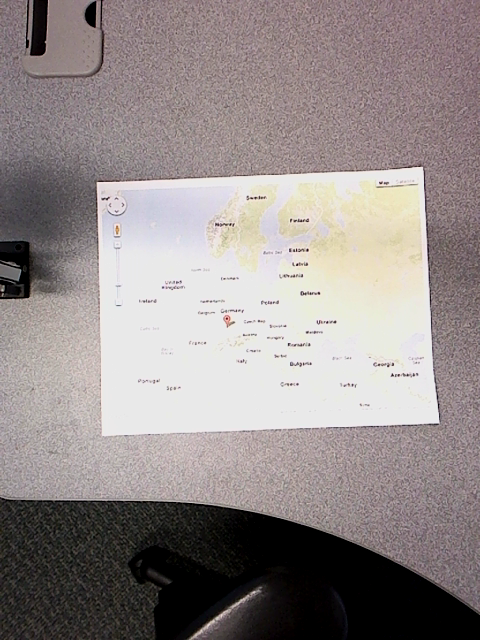 Map
Sweden
Norway
Finland
Estonia
Latvia
Lithuania
Denmark
United
Kingdom
Belarus
Ireland
Netherlands
Poland
Belgium
Germany
Czech Rep
Ukraine
Slovakia
Austria
Hungary
Moldova
France
Romania
Croatia
Serbia
Italy
Bulgaria
Georgia
Azerbaijan
Portugal
Spain
Greece
Turkey